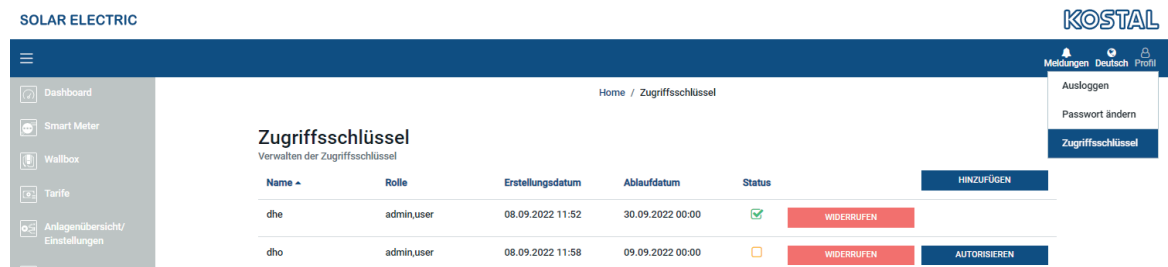 SOLAR ELECTRIC
KOSTAL
Meldungen Deutsch Profil
Ausloggen
Passwort ändern
Zugriffsschlüssel
Dashboard
Smart Meter
Wallbox
Tarife
Anlagenübersicht/
Einstellungen
Home / Zugriffsschlüssel
Zugriffsschlüssel
Verwalten der Zugriffsschlüssel
Name Rolle Erstellungsdatum Ablaufdatum Status HINZUFÜGEN
dhe admin,user 08.09.2022 11:52 30.09.2022 00:00 WIDERRUFEN
dho admin,user 08.09.2022 11:58 09.09.2022 00:00 WIDERRUFEN AUTORISIEREN